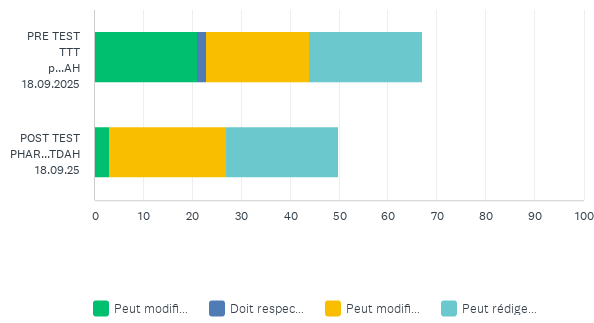 PRE TEST
TTT
p...AH
18.09.2025
POST TEST
PHAR...TDAH
18.09.25
0 10 20 30 40 50 60 70 80 90 100
Peut modifi... Doit respec... Peut modifi... Peut rédige...